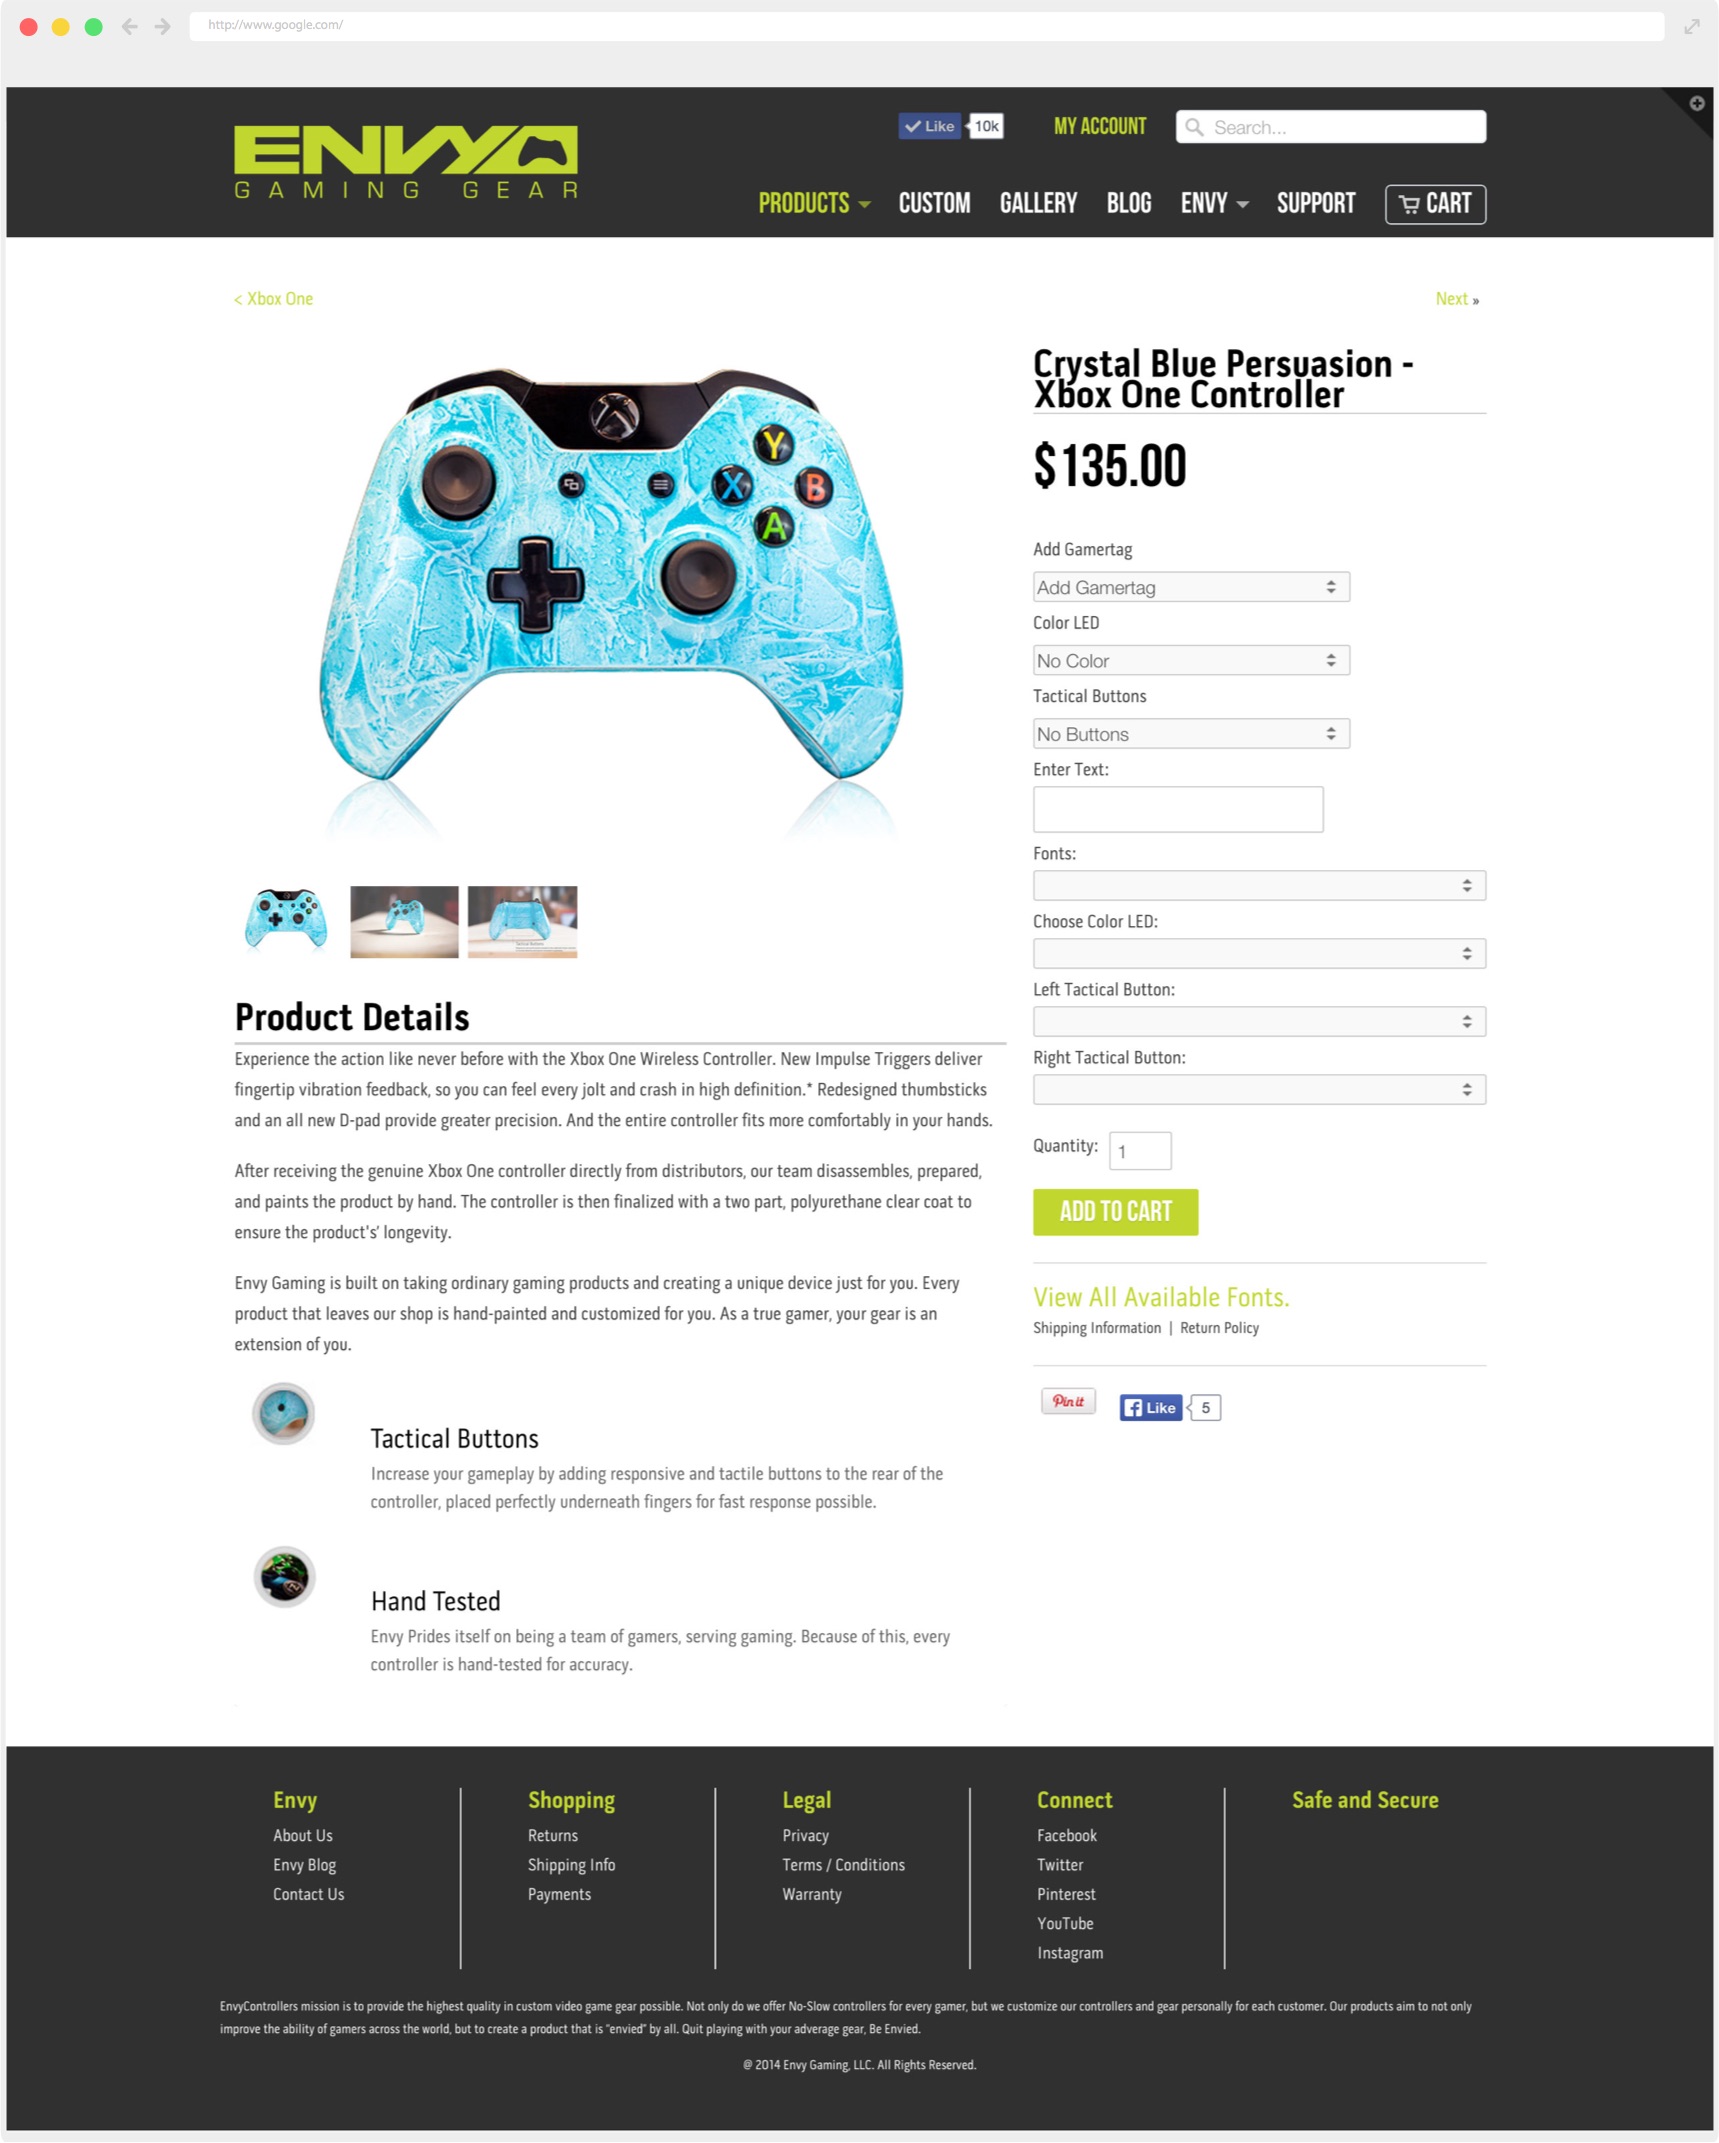 http://www.google.com/
ENVY
GAMING GEAR
Like 10k
MY ACCOUNT
Search...
PRODUCTS CUSTOM GALLERY BLOG ENVY SUPPORT CART
< Xbox One
Next »
Crystal Blue Persuasion -
Xbox One Controller
$135.00
Y
X B
A
Add Gamertag
Add Gamertag
Color LED
No Color
Tactical Buttons
No Buttons
Enter Text:
Fonts:
Choose Color LED:
Left Tactical Button:
Right Tactical Button:
Quantity: 1
ADD TO CART
View All Available Fonts.
Shipping Information | Return Policy
Pin it
Like 5
Tactical Buttons
Product Details
Experience the action like never before with the Xbox One Wireless Controller. New Impulse Triggers deliver
fingertip vibration feedback, so you can feel every jolt and crash in high definition.* Redesigned thumbsticks
and an all new D-pad provide greater precision. And the entire controller fits more comfortably in your hands.
After receiving the genuine Xbox One controller directly from distributors, our team disassembles, prepared,
and paints the product by hand. The controller is then finalized with a two part, polyurethane clear coat to
ensure the product's' longevity.
Envy Gaming is built on taking ordinary gaming products and creating a unique device just for you. Every
product that leaves our shop is hand-painted and customized for you. As a true gamer, your gear is an
extension of you.
Tactical Buttons
Increase your gameplay by adding responsive and tactile buttons to the rear of the
controller, placed perfectly underneath fingers for fast response possible.
Hand Tested
Envy Prides itself on being a team of gamers, serving gaming. Because of this, every
controller is hand-tested for accuracy.
Envy
About Us
Envy Blog
Contact Us
Shopping
Returns
Shipping Info
Payments
Legal
Privacy
Terms / Conditions
Warranty
Connect
Facebook
Twitter
Pinterest
YouTube
Instagram
Safe and Secure
EnvyControllers mission is to provide the highest quality in custom video game gear possible. Not only do we offer No-Slow controllers for every gamer, but we customize our controllers and gear personally for each customer. Our products aim to not only
improve the ability of gamers across the world, but to create a product that is "envied" by all. Quit playing with your adverage gear, Be Envied.
@ 2014 Envy Gaming, LLC. All Rights Reserved.